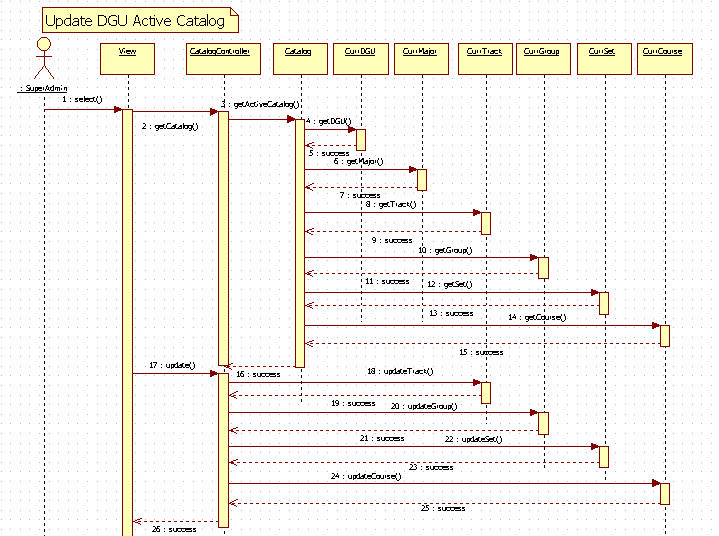 Update DGU Active Catalog
: SuperAdmin
View
CatalogController
Catalog
CurrDGU
CurrMajor
CurrTrack
CurrGroup
CurrSet
CurrCourse
1 : select()
2 : getCatalog()
3 : getActiveCatalog()
4 : getDGU()
5 : success
6 : getMajor()
7 : success
8 : getTrack()
9 : success
10 : getGroup()
11 : success
12 : getSet()
13 : success
14 : getCourse()
15 : success
16 : success
17 : update()
18 : updateTrack()
19 : success
20 : updateGroup()
21 : success
22 : updateSet()
23 : success
24 : updateCourse()
25 : success
26 : success